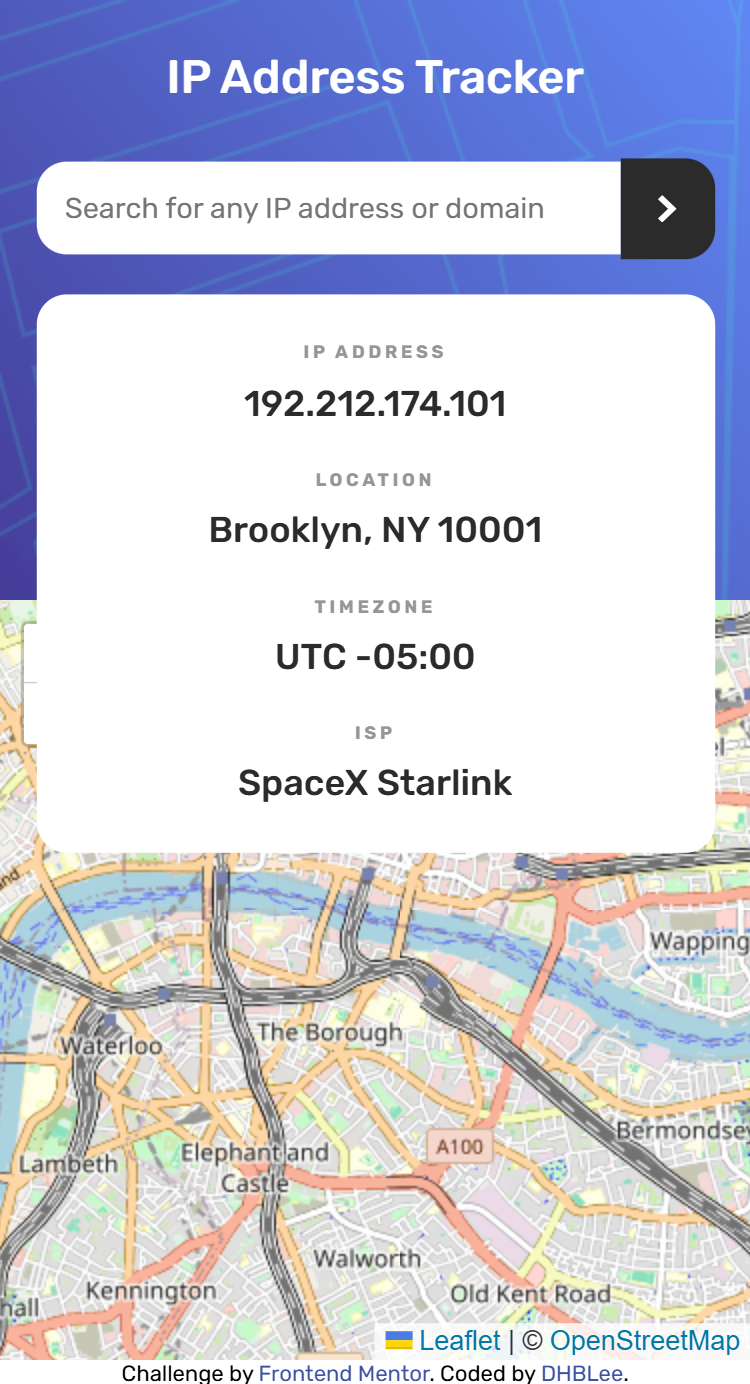 IP Address Tracker
Search for any IP address or domain
IP ADDRESS
192.212.174.101
LOCATION
Brooklyn, NY 10001
TIMEZONE
UTC -05:00
ISP
SpaceX Starlink
Wapping
The Borough
Waterloo
Bermondsey
A100
Elephant and
Castle
Lambeth
Walworth
Kennington
Old Kent Road
hall
Leaflet | © OpenStreetMap
Challenge by Frontend Mentor. Coded by DHBLee.